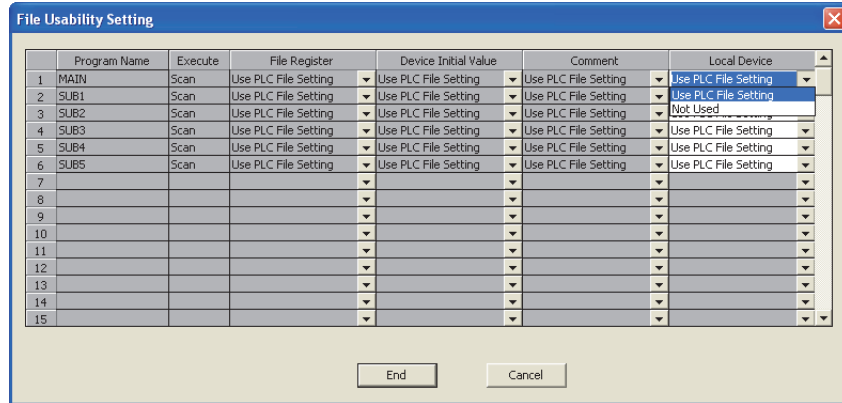 File Usability Setting
Program Name Execute File Register Device Initial Value Comment Local Device
1 MAIN Scan Use PLC File Setting Use PLC File Setting Use PLC File Setting Use PLC File Setting
2 SUB1 Scan Use PLC File Setting Use PLC File Setting Use PLC File Setting Use PLC File Setting
3 SUB2 Scan Use PLC File Setting Use PLC File Setting Use PLC File Setting Not Used
4 SUB3 Scan Use PLC File Setting Use PLC File Setting Use PLC File Setting Use PLC File Setting
5 SUB4 Scan Use PLC File Setting Use PLC File Setting Use PLC File Setting Use PLC File Setting
6 SUB5 Scan Use PLC File Setting Use PLC File Setting Use PLC File Setting Use PLC File Setting
7
8
9
10
11
12
13
14
15
End Cancel